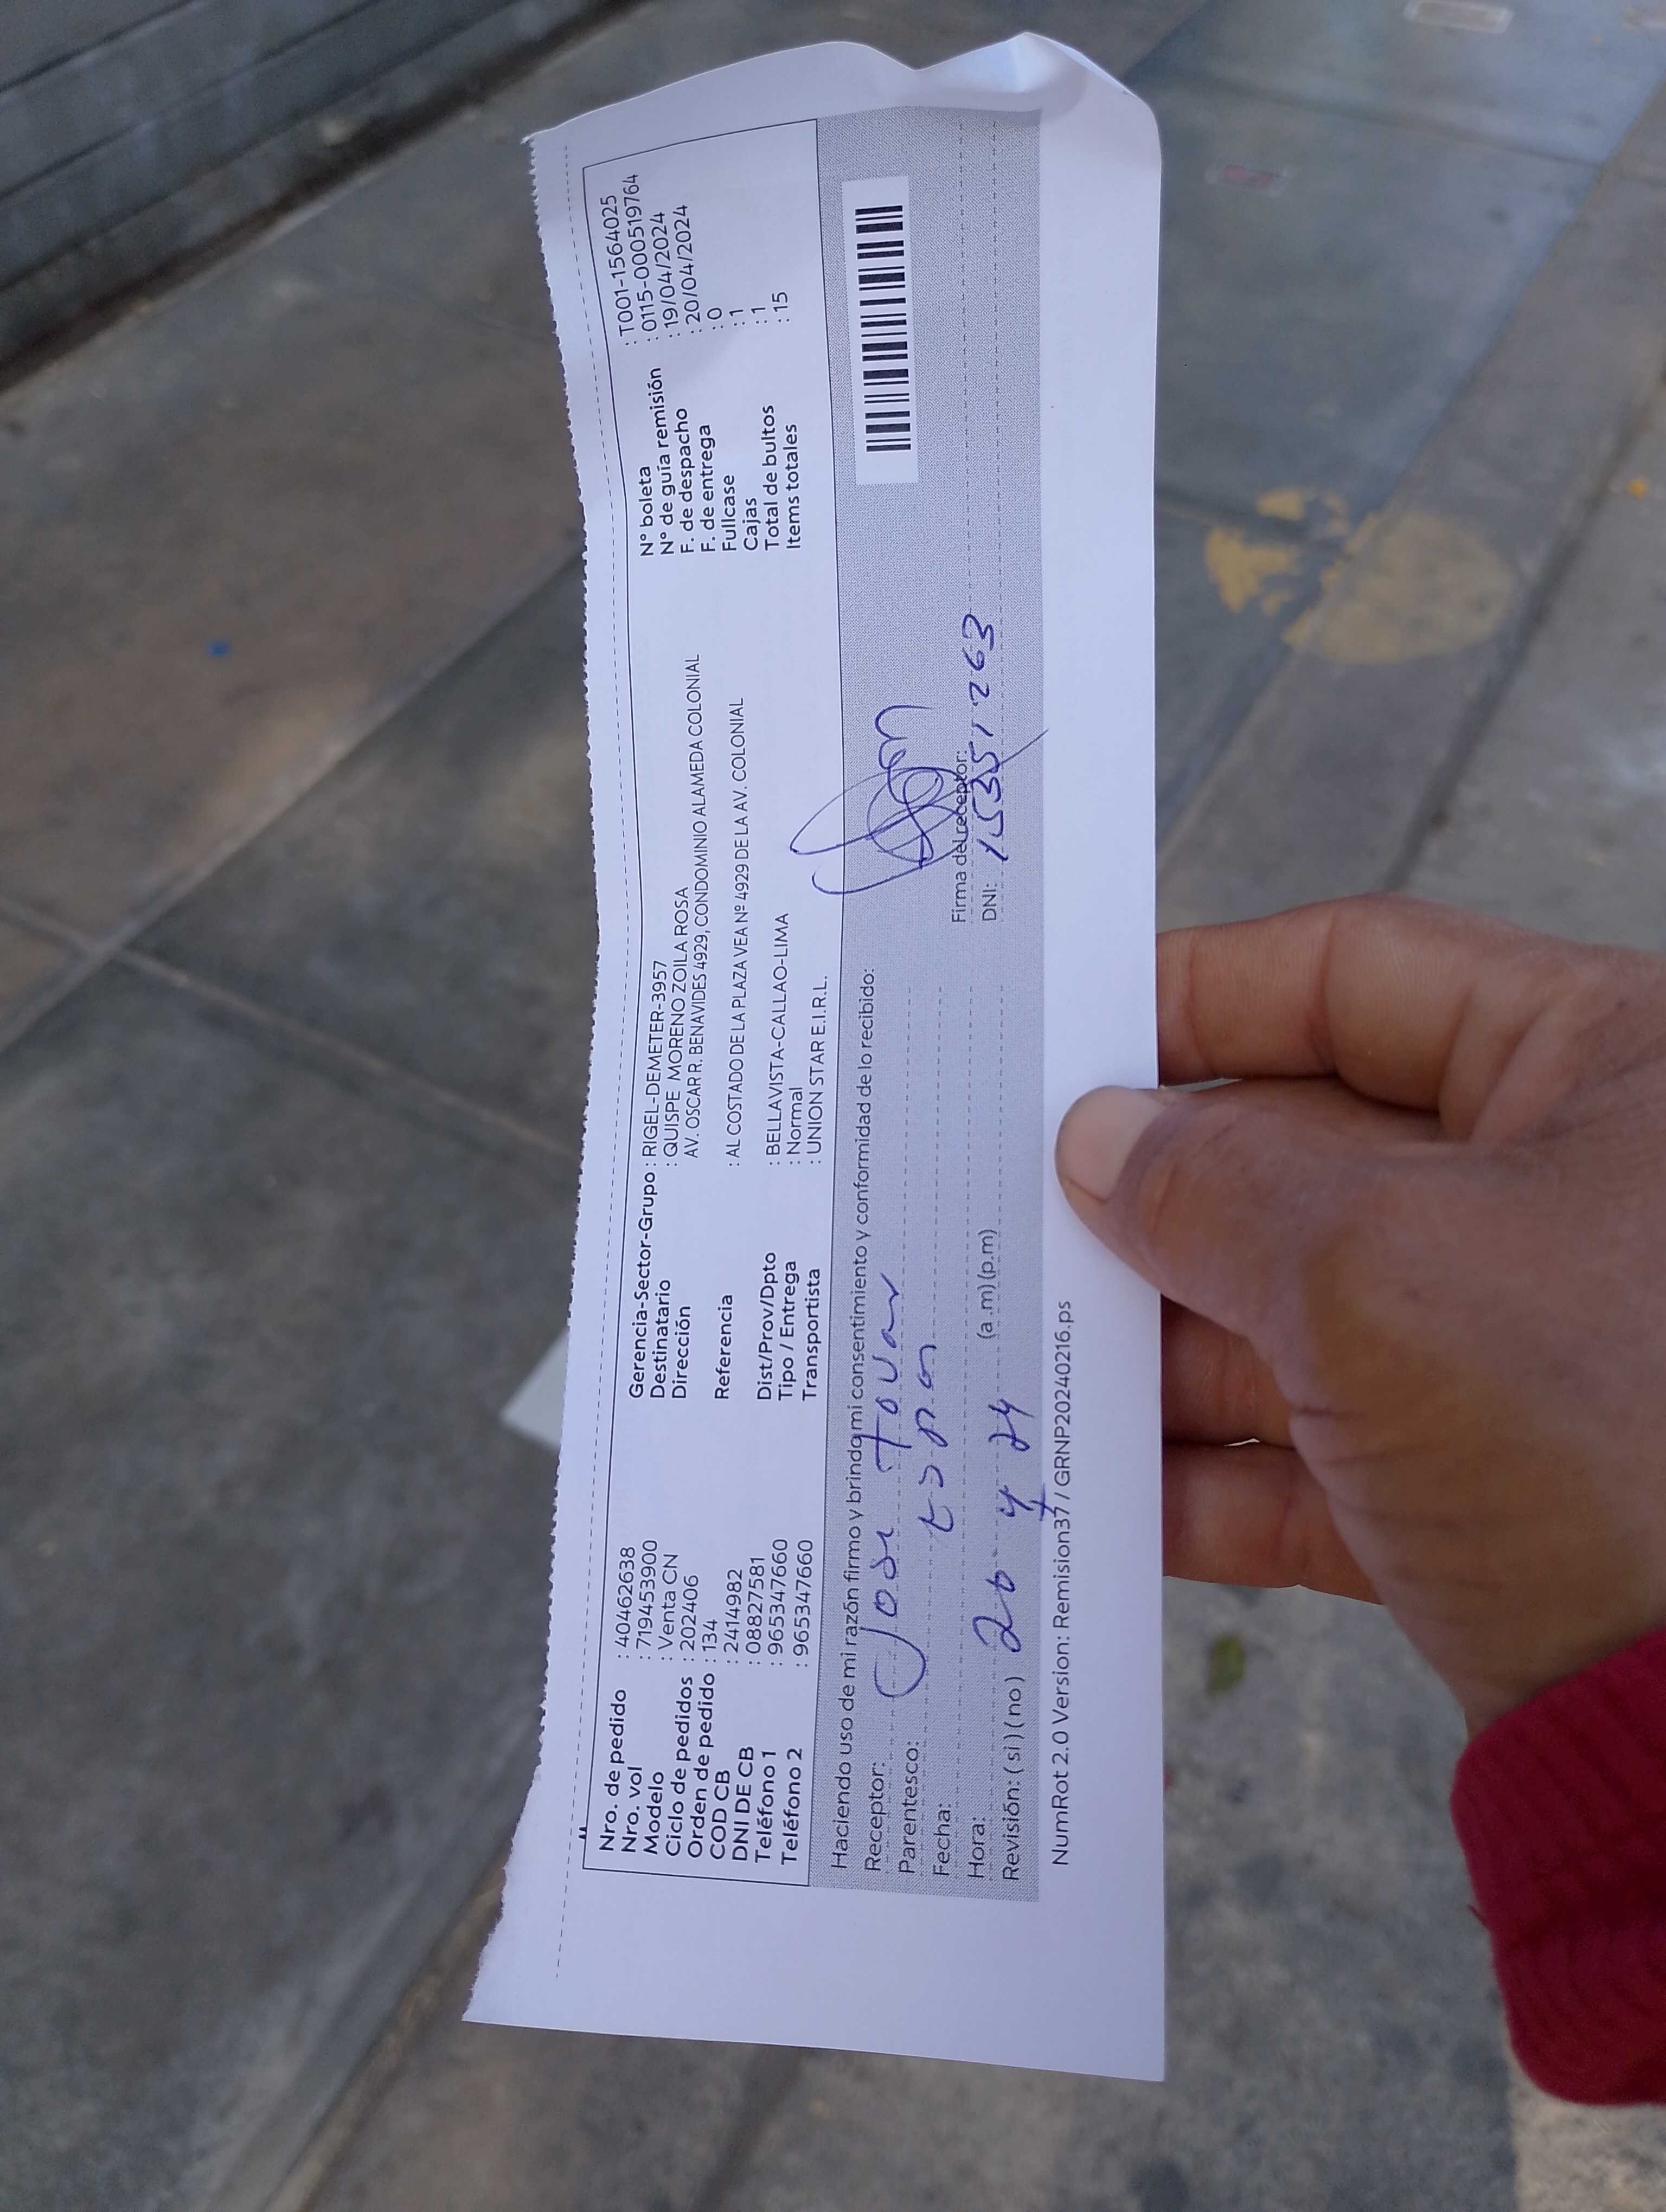 Nro. de pedido : 40462638
Nro. vol : 719453900
Modelo : Venta CN
Ciclo de pedidos : 202406
Orden de pedido : 134
COD CB : 2414982
DNI DE CB : 08827581
Teléfono 1 : 965347660
Teléfono 2 : 965347660
Gerencia-Sector-Grupo : RIGEL-DEMETER-3957
Destinatario : QUISPE MORENO ZOILA ROSA
Dirección AV. OSCAR R. BENAVIDES 4929, CONDOMINIO ALAMEDA COLONIAL
Referencia : AL COSTADO DE LA PLAZA VEA Nº 4929 DE LA AV. COLONIAL
Dist/Prov/Dpto : BELLAVISTA-CALLAO-LIMA
Tipo / Entrega : Normal
Transportista : UNION STAR E.I.R.L.
N° boleta : T001-1564025
N° de guía remisión : 0115-000519764
F. de despacho : 19/04/2024
F. de entrega : 20/04/2024
Fullcase : 0
Cajas : 1
Total de bultos : 1
Items totales : 15
Haciendo uso de mi razón firmo y brindo mi consentimiento y conformidad de lo recibido:
Receptor: Jose Tovar
Parentesco:
Fecha:
Hora: 20 4 24 (a .m) (p.m)
Revisión: ( si ) ( no )
Firma del receptor:
DNI: 15351263
NumRot 2.0 Version: Remision37 / GRNP20240216.ps